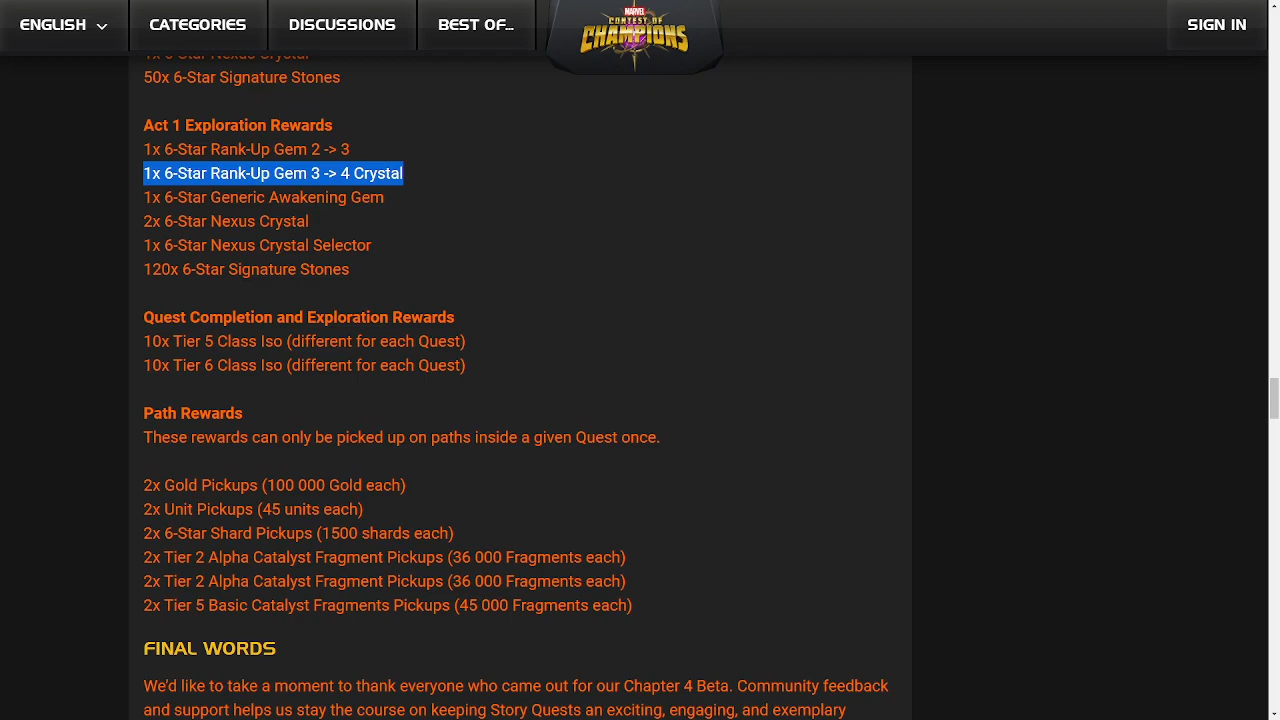 ENGLISH
CATEGORIES
DISCUSSIONS
BEST OF...
MARVEL
CONTEST OF
CHAMPIONS
SIGN IN
1x 6-Star Nexus Crystal
50x 6-Star Signature Stones
Act 1 Exploration Rewards
1x 6-Star Rank-Up Gem 2 -> 3
1x 6-Star Rank-Up Gem 3 -> 4 Crystal
1x 6-Star Generic Awakening Gem
2x 6-Star Nexus Crystal
1x 6-Star Nexus Crystal Selector
120x 6-Star Signature Stones
Quest Completion and Exploration Rewards
10x Tier 5 Class Iso (different for each Quest)
10x Tier 6 Class Iso (different for each Quest)
Path Rewards
These rewards can only be picked up on paths inside a given Quest once.
2x Gold Pickups (100 000 Gold each)
2x Unit Pickups (45 units each)
2x 6-Star Shard Pickups (1500 shards each)
2x Tier 2 Alpha Catalyst Fragment Pickups (36 000 Fragments each)
2x Tier 2 Alpha Catalyst Fragment Pickups (36 000 Fragments each)
2x Tier 5 Basic Catalyst Fragments Pickups (45 000 Fragments each)
FINAL WORDS
We'd like to take a moment to thank everyone who came out for our Chapter 4 Beta. Community feedback
and support helps us stay the course on keeping Story Quests an exciting, engaging, and exemplary